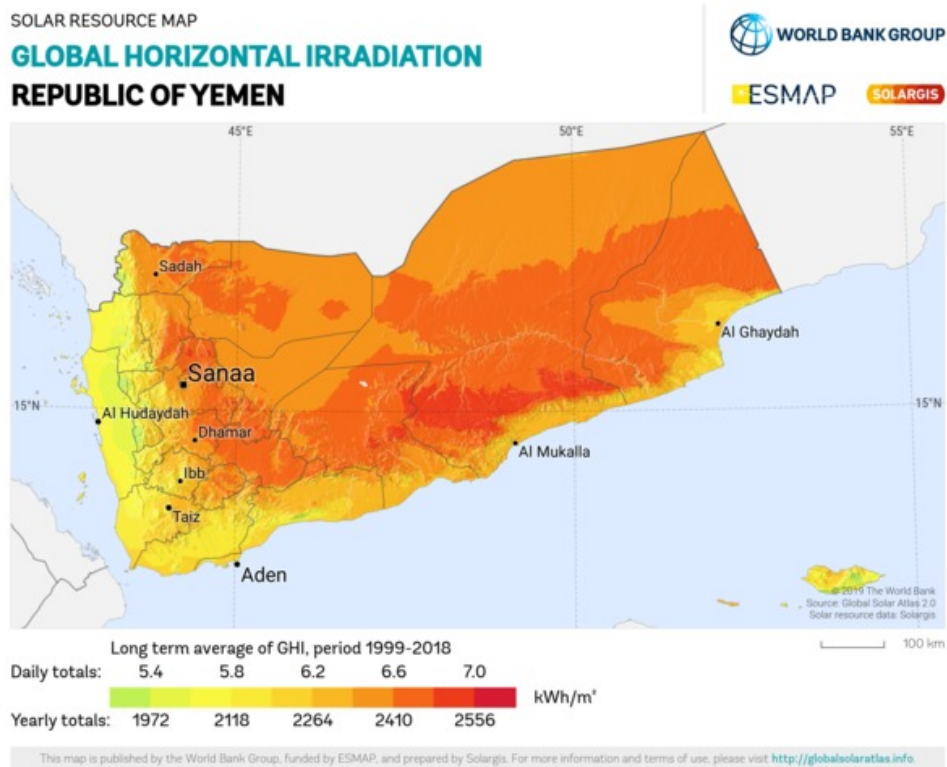 SOLAR RESOURCE MAP
GLOBAL HORIZONTAL IRRADIATION
REPUBLIC OF YEMEN
WORLD BANK GROUP
ESMAP
SOLARGIS
45°E
50°E
55°E
Sadah
Al Ghaydah
Sanaa
15°N
15°N
Al Hudaydah
Dhamar
Al Mukalla
Ibb
Taiz
Aden
© 2019 The World Bank
Source: Global Solar Atlas 2.0
Solar resource data: Solargis
100 km
Long term average of GHI, period 1999-2018
Daily totals: 5.4 5.8 6.2 6.6 7.0
kWh/m²
Yearly totals: 1972 2118 2264 2410 2556
This map is published by the World Bank Group, funded by ESMAP, and prepared by Solargis. For more information and terms of use, please visit http://globalsolaratlas.info.